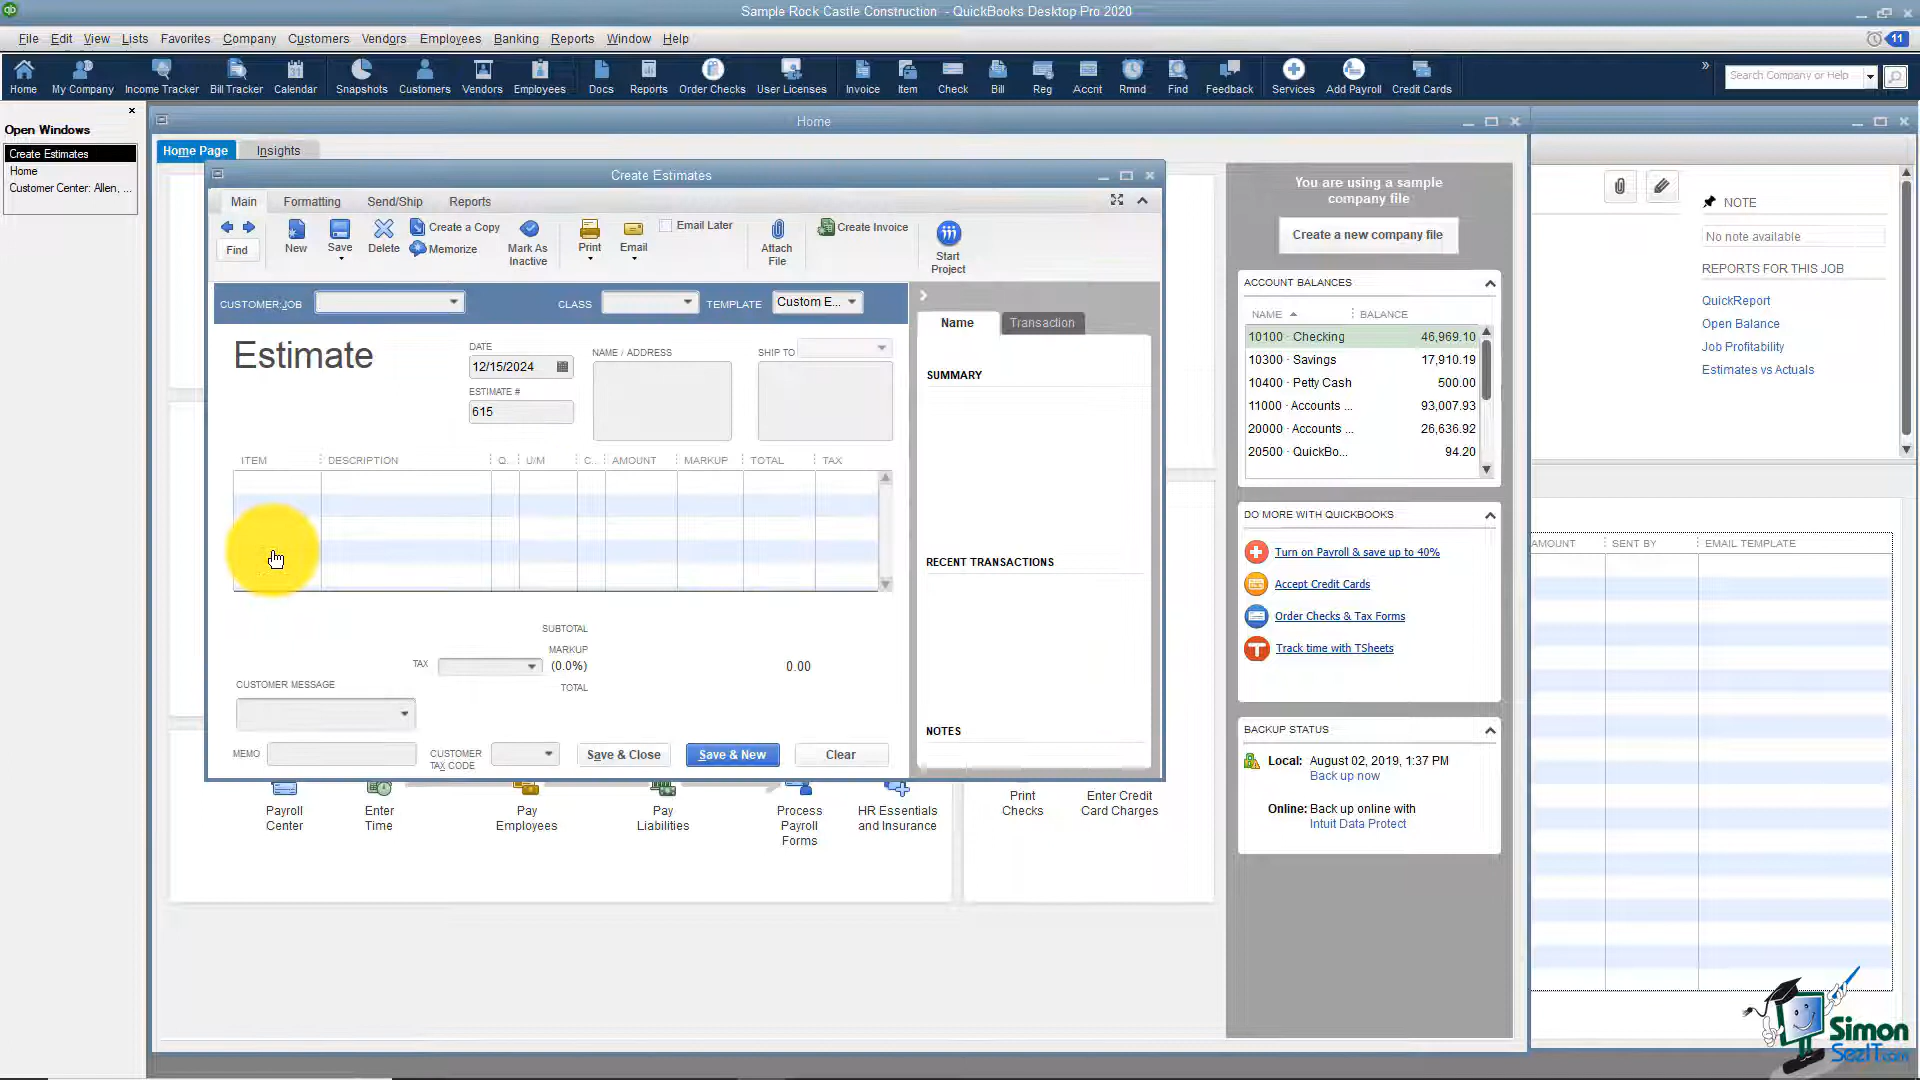 Sample Rock Castle Construction - QuickBooks Desktop Pro 2020
File Edit View Lists Favorites Company Customers Vendors Employees Banking Reports Window Help
11
Home My Company Income Tracker Bill Tracker Calendar Snapshots Customers Vendors Employees Docs Reports Order Checks User Licenses Invoice Item Check Bill Reg Accnt Rmnd Find Feedback Services Add Payroll Credit Cards
Search Company or Help
Open Windows
Create Estimates
Home
Customer Center: Allen, ...
Home
Home Page Insights
Create Estimates
Main Formatting Send/Ship Reports
Find
New
Save
Delete
Create a Copy
Memorize
Mark As
Inactive
Print
Email
Email Later
Attach
File
Create Invoice
Start
Project
CUSTOMER:JOB
CLASS
TEMPLATE Custom E...
Estimate
DATE
12/15/2024
ESTIMATE #
615
NAME / ADDRESS
SHIP TO
ITEM DESCRIPTION Q. U/M C.. AMOUNT MARKUP TOTAL TAX
SUBTOTAL
MARKUP
TAX (0.0%) 0.00
TOTAL
CUSTOMER MESSAGE
MEMO
CUSTOMER
TAX CODE
Save & Close Save & New Clear
Name Transaction
SUMMARY
RECENT TRANSACTIONS
NOTES
Payroll
Center
Enter
Time
Pay
Employees
Pay
Liabilities
Process
Payroll
Forms
HR Essentials
and Insurance
Print
Checks
Enter Credit
Card Charges
You are using a sample
company file
Create a new company file
ACCOUNT BALANCES
NAME BALANCE
10100 · Checking 46,969.10
10300 · Savings 17,910.19
10400 · Petty Cash 500.00
11000 · Accounts ... 93,007.93
20000 · Accounts ... 26,636.92
20500 · QuickBo... 94.20
DO MORE WITH QUICKBOOKS
Turn on Payroll & save up to 40%
Accept Credit Cards
Order Checks & Tax Forms
Track time with TSheets
BACKUP STATUS
Local: August 02, 2019, 1:37 PM
Back up now
Online: Back up online with
Intuit Data Protect
NOTE
No note available
REPORTS FOR THIS JOB
QuickReport
Open Balance
Job Profitability
Estimates vs Actuals
AMOUNT SENT BY EMAIL TEMPLATE
Simon
SezIT.com